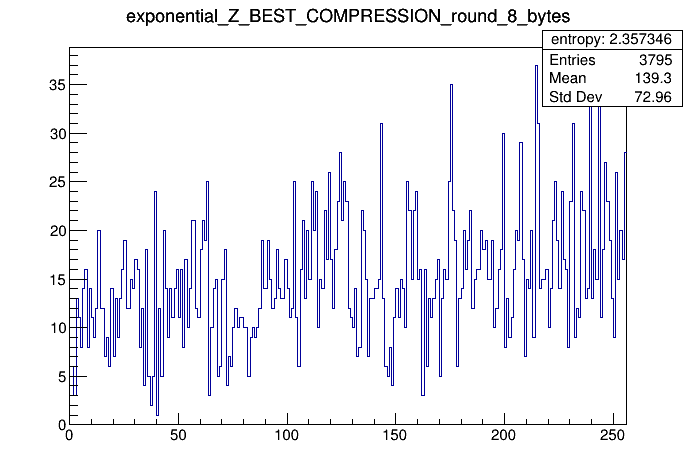 exponential_Z_BEST_COMPRESSION_round_8_bytes
entropy: 2.357346
Entries 3795
Mean 139.3
Std Dev 72.96
35
30
25
20
15
10
5
0
0 50 100 150 200 250